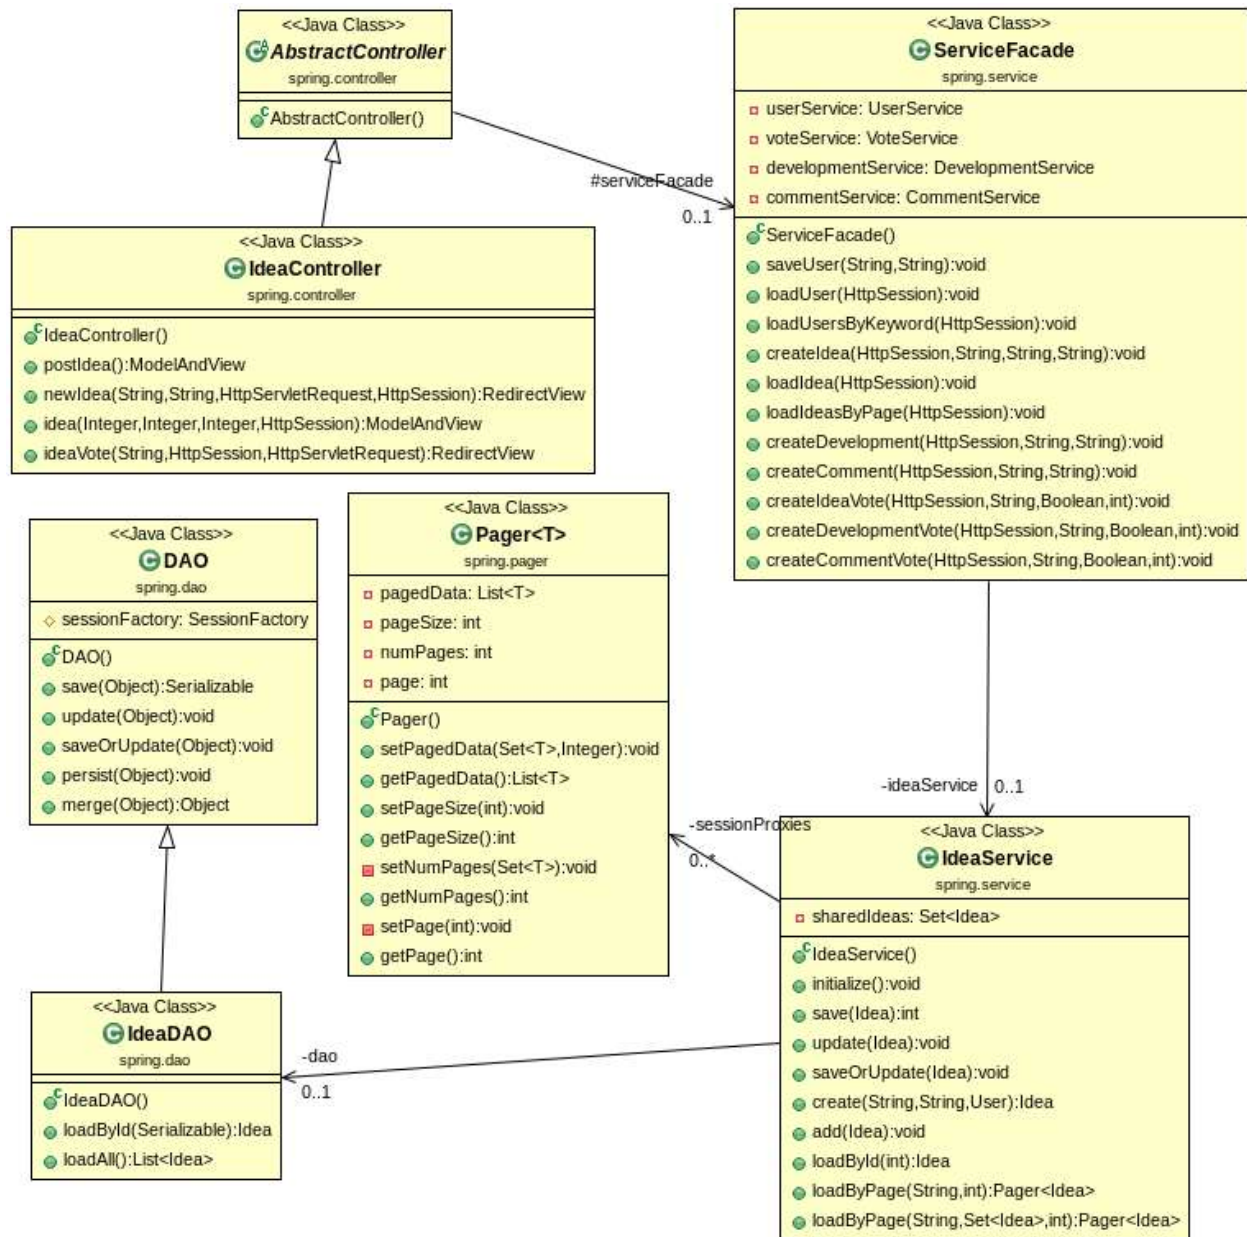 <<Java Class>>
AbstractController
spring.controller
AbstractController()
<<Java Class>>
ServiceFacade
spring.service
userService: UserService
voteService: VoteService
developmentService: DevelopmentService
commentService: CommentService
ServiceFacade()
saveUser(String,String):void
loadUser(HttpSession):void
loadUsersByKeyword(HttpSession):void
createIdea(HttpSession,String,String,String):void
loadIdea(HttpSession):void
loadIdeasByPage(HttpSession):void
createDevelopment(HttpSession,String,String):void
createComment(HttpSession,String,String):void
createIdeaVote(HttpSession,String,Boolean,int):void
createDevelopmentVote(HttpSession,String,Boolean,int):void
createCommentVote(HttpSession,String,Boolean,int):void
#serviceFacade
0..1
<<Java Class>>
IdeaController
spring.controller
IdeaController()
postIdea():ModelAndView
newIdea(String,String,HttpServletRequest,HttpSession):RedirectView
idea(Integer,Integer,Integer,HttpSession):ModelAndView
ideaVote(String,HttpSession,HttpServletRequest):RedirectView
<<Java Class>>
DAO
spring.dao
sessionFactory: SessionFactory
DAO()
save(Object):Serializable
update(Object):void
saveOrUpdate(Object):void
persist(Object):void
merge(Object):Object
<<Java Class>>
Pager<T>
spring.pager
pagedData: List<T>
pageSize: int
numPages: int
page: int
Pager()
setPagedData(Set<T>,Integer):void
getPagedData():List<T>
setPageSize(int):void
getPageSize():int
setNumPages(Set<T>):void
getNumPages():int
setPage(int):void
getPage():int
-ideaService
0..1
-sessionProxies
0..*
<<Java Class>>
IdeaService
spring.service
sharedIdeas: Set<Idea>
IdeaService()
initialize():void
save(Idea):int
update(Idea):void
saveOrUpdate(Idea):void
create(String,String,User):Idea
add(Idea):void
loadById(int):Idea
loadByPage(String,int):Pager<Idea>
loadByPage(String,Set<Idea>,int):Pager<Idea>
<<Java Class>>
IdeaDAO
spring.dao
IdeaDAO()
loadById(Serializable):Idea
loadAll():List<Idea>
-dao
0..1